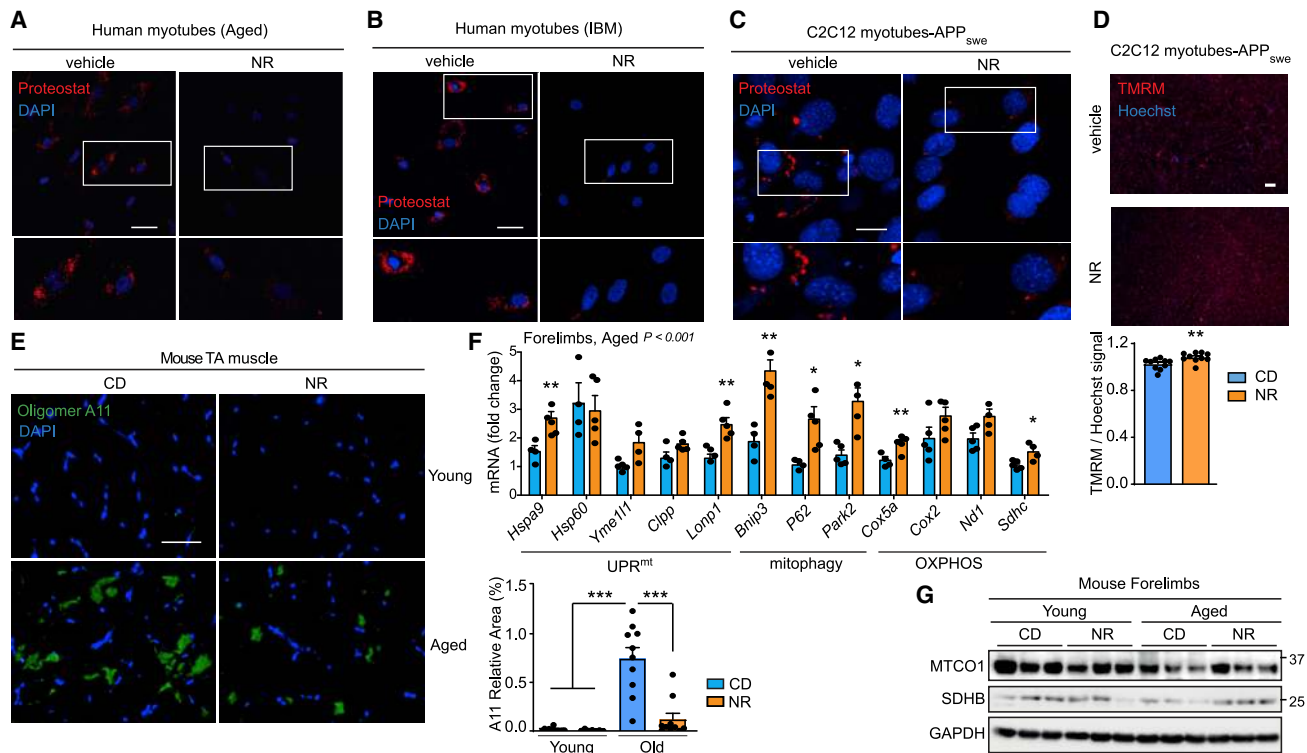 A
Human myotubes (Aged)
vehicle NR
Proteostat
DAPI
B
Human myotubes (IBM)
vehicle NR
Proteostat
DAPI
C
C2C12 myotubes-APPswe
vehicle NR
Proteostat
DAPI
D
C2C12 myotubes-APPswe
TMRM
Hoechst
vehicle
NR
TMRM / Hoechst signal
1.2
0.6
0.0
**
CD
NR
E
Mouse TA muscle
CD NR
Oligomer A11
DAPI
Young
Aged
F
Forelimbs, Aged P < 0.001
mRNA (fold change)
5
4
3
2
1
0
** ** ** * * ** *
Hspa9 Hsp60 Yme1l1 Clpp Lonp1 Bnip3 P62 Park2 Cox5a Cox2 Nd1 Sdhc
UPRmt mitophagy OXPHOS
A11 Relative Area (%)
1.5
1.0
0.5
0.0
*** ***
Young Old
CD
NR
G
Mouse Forelimbs
Young Aged
CD NR CD NR
MTCO1 37
SDHB 25
GAPDH